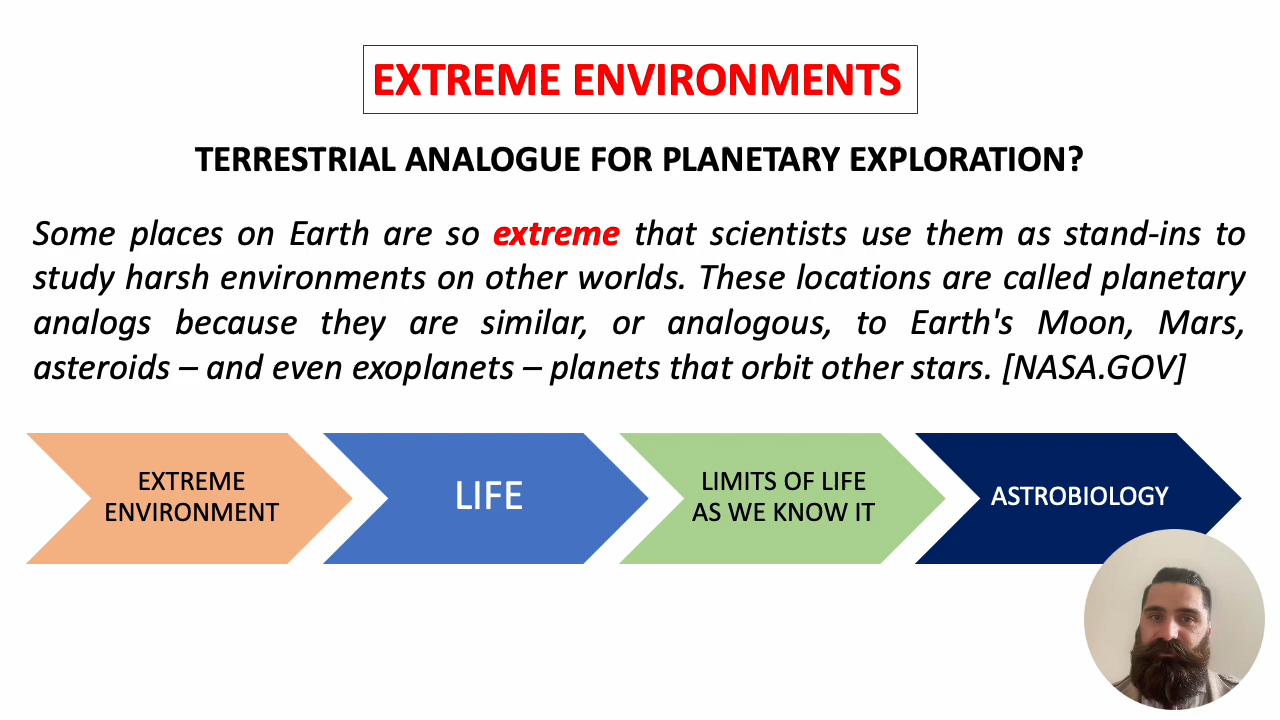 EXTREME ENVIRONMENTS
TERRESTRIAL ANALOGUE FOR PLANETARY EXPLORATION?
Some places on Earth are so extreme that scientists use them as stand-ins to
study harsh environments on other worlds. These locations are called planetary
analogs because they are similar, or analogous, to Earth's Moon, Mars,
asteroids – and even exoplanets – planets that orbit other stars. [NASA.GOV]
EXTREME
ENVIRONMENT
LIFE
LIMITS OF LIFE
AS WE KNOW IT
ASTROBIOLOGY